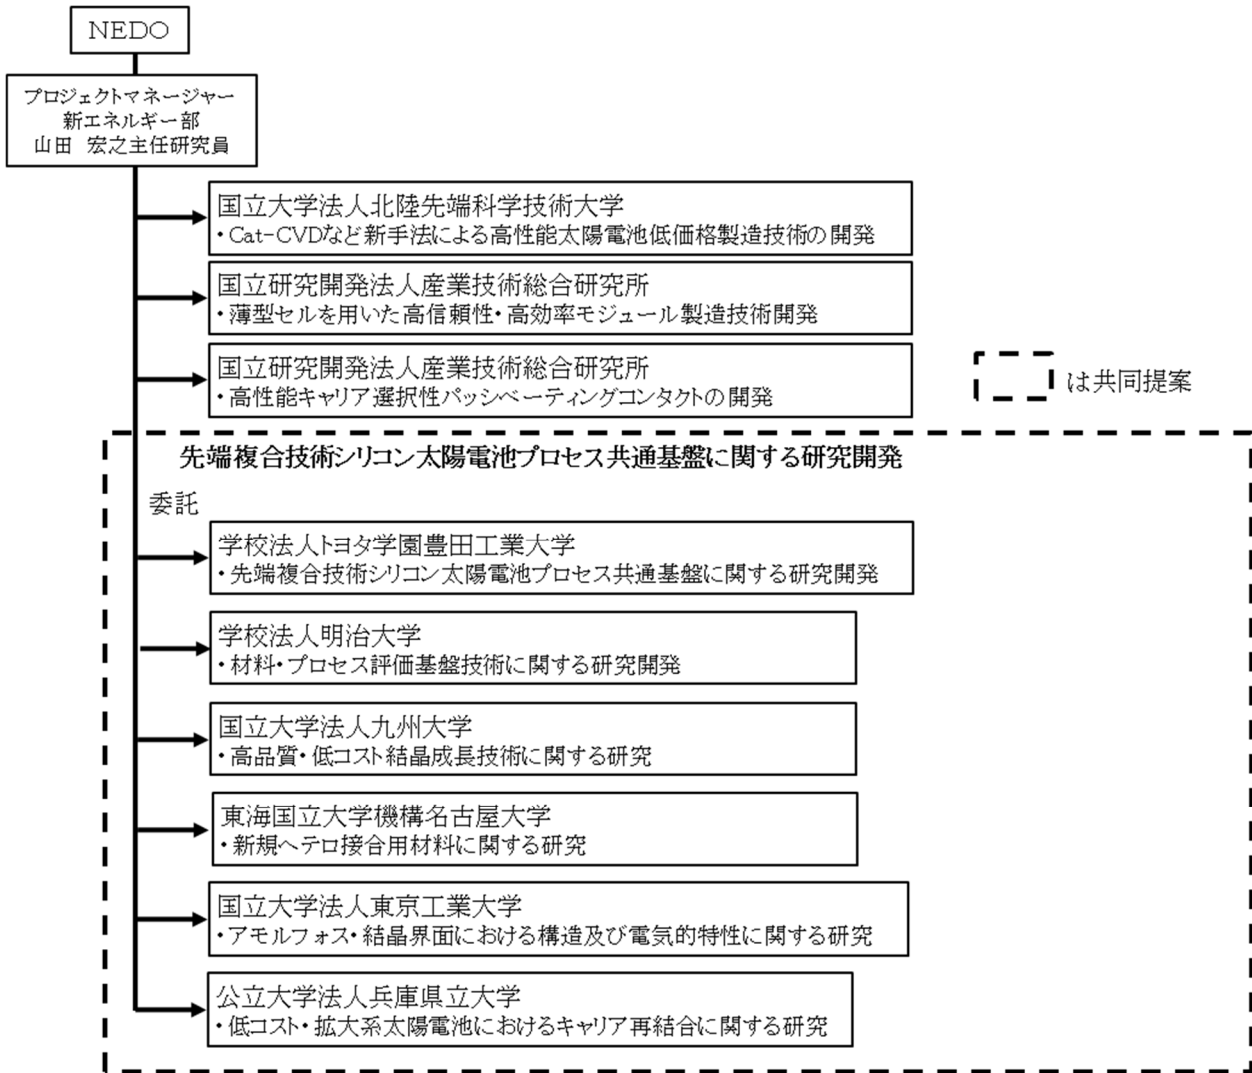 NEDO
プロジェクトマネージャー
新エネルギー部
山田 宏之主任研究員
国立大学法人北陸先端科学技術大学
・Cat-CVDなど新手法による高性能太陽電池低価格製造技術の開発
国立研究開発法人産業技術総合研究所
・薄型セルを用いた高信頼性・高効率モジュール製造技術開発
国立研究開発法人産業技術総合研究所
・高性能キャリア選択性パッシベーティングコンタクトの開発
は共同提案
先端複合技術シリコン太陽電池プロセス共通基盤に関する研究開発
委託
学校法人トヨタ学園豊田工業大学
・先端複合技術シリコン太陽電池プロセス共通基盤に関する研究開発
学校法人明治大学
・材料・プロセス評価基盤技術に関する研究開発
国立大学法人九州大学
・高品質・低コスト結晶成長技術に関する研究
東海国立大学機構名古屋大学
・新規ヘテロ接合用材料に関する研究
国立大学法人東京工業大学
・アモルフォス・結晶界面における構造及び電気的特性に関する研究
公立大学法人兵庫県立大学
・低コスト・拡大系太陽電池におけるキャリア再結合に関する研究